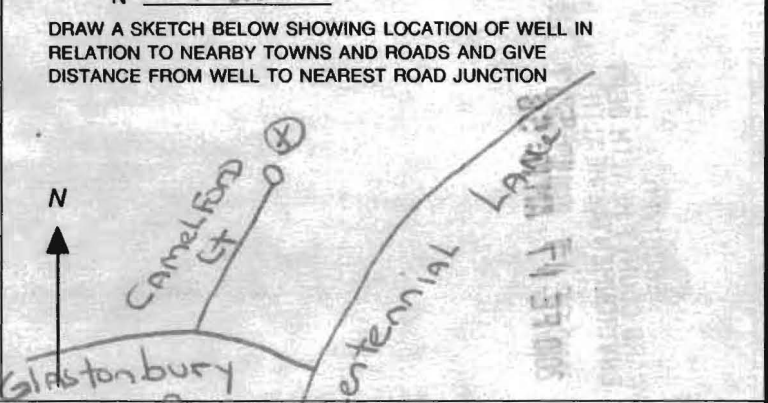 N
DRAW A SKETCH BELOW SHOWING LOCATION OF WELL IN
RELATION TO NEARBY TOWNS AND ROADS AND GIVE
DISTANCE FROM WELL TO NEAREST ROAD JUNCTION
X
N
CAMELFORD
Ct
LANE
entennial
Glastonbury